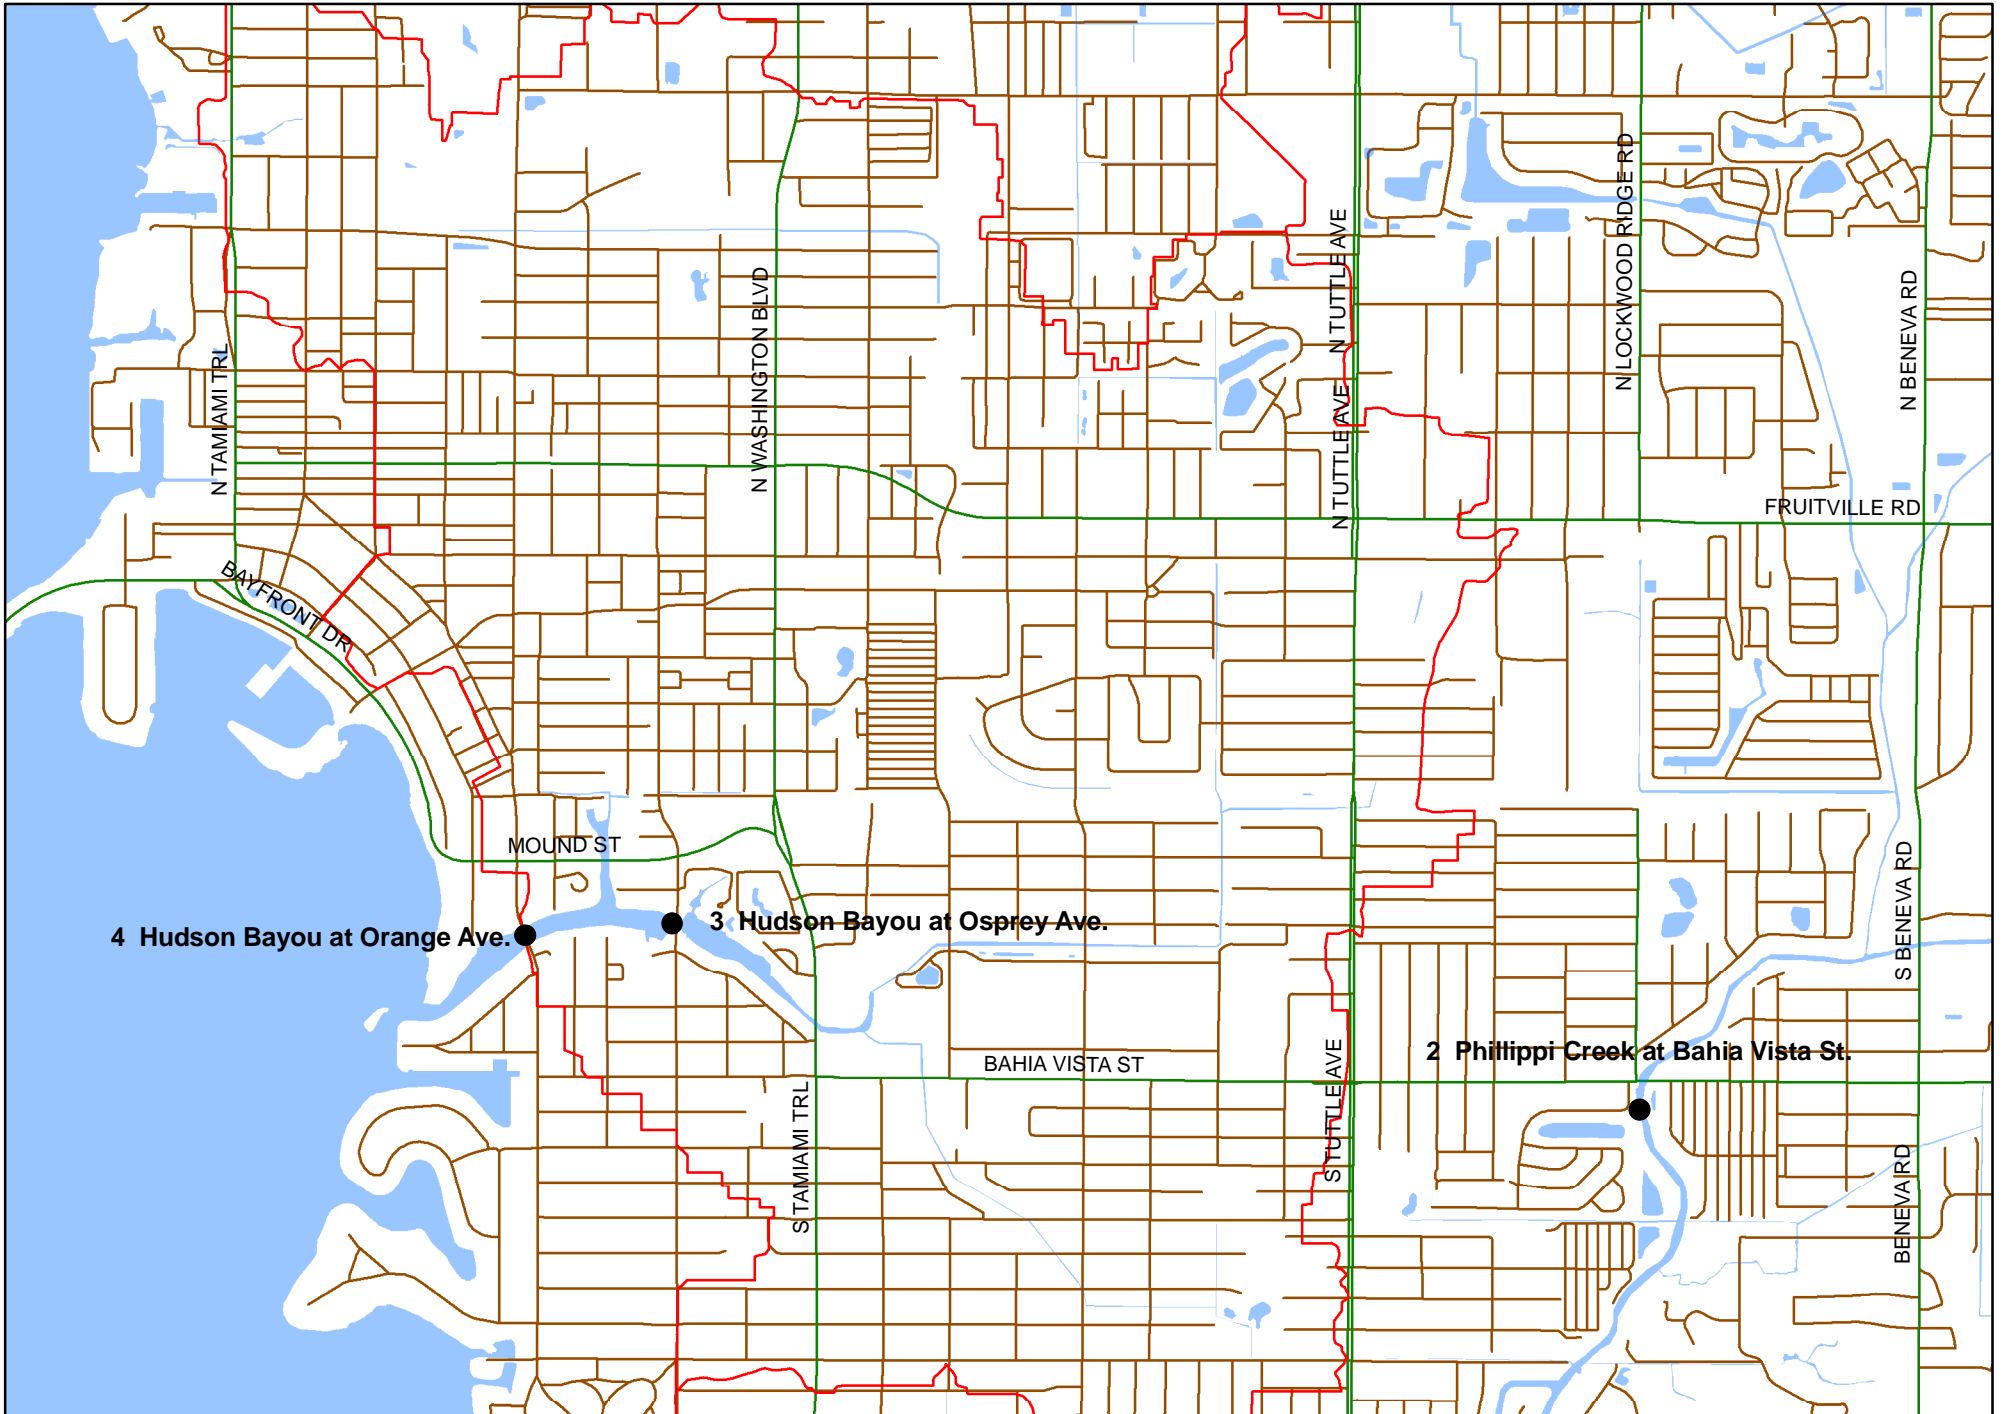 N TUTTLE AVE
N LOCKWOOD RIDGE RD
N WASHINGTON BLVD
N BENEVA RD
N TAMIAMI TRL
N TUTTLE AVE
FRUITVILLE RD
BAYFRONT DR
MOUND ST
4 Hudson Bayou at Orange Ave.
3 Hudson Bayou at Osprey Ave.
S BENEVA RD
BAHIA VISTA ST
2 Phillippi Creek at Bahia Vista St.
S TAMIAMI TRL
S TUTTLE AVE
BENEVA RD